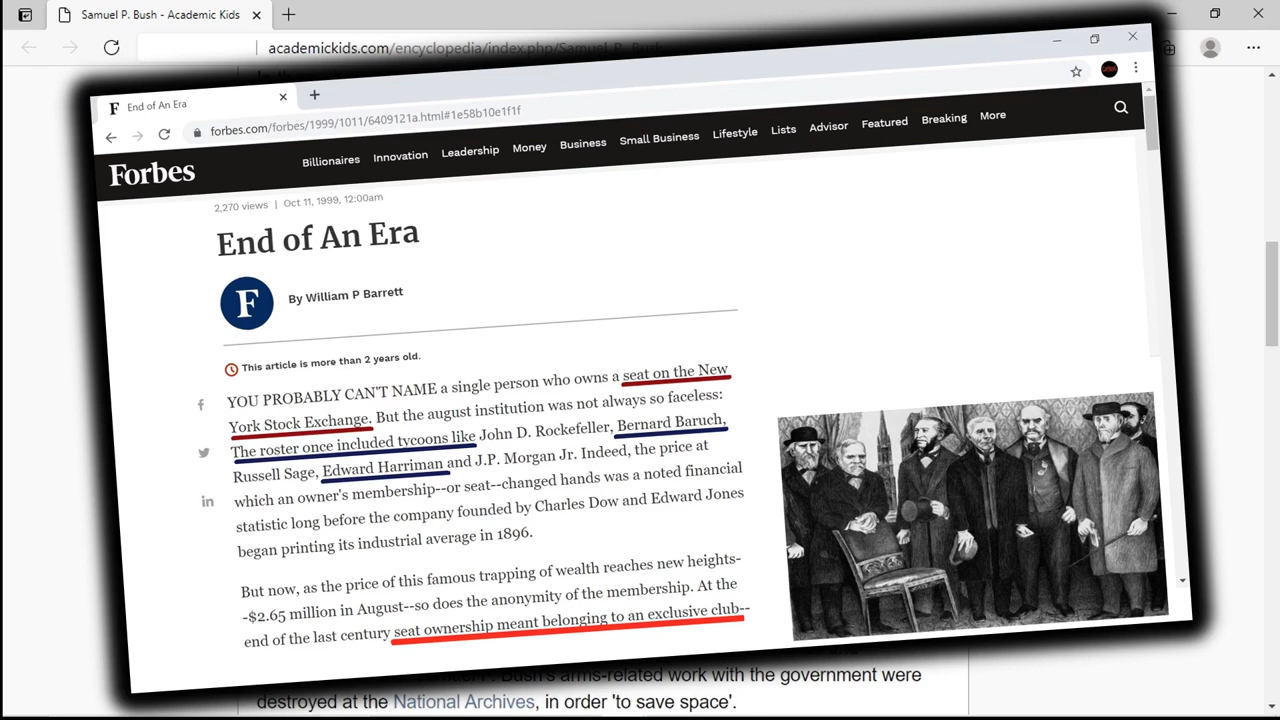 Samuel P. Bush - Academic Kids
academickids.com/encyclopedia/index.php/Samuel_P._Bu
End of An Era
forbes.com/forbes/1999/1011/6409121a.html#1e58b10e1f1f
Forbes
Billionaires Innovation Leadership Money Business Small Business Lifestyle Lists Advisor Featured Breaking More
2,270 views | Oct 11, 1999, 12:00am
End of An Era
F
By William P Barrett
This article is more than 2 years old.
YOU PROBABLY CAN'T NAME a single person who owns a seat on the New
York Stock Exchange. But the august institution was not always so faceless:
The roster once included tycoons like John D. Rockefeller, Bernard Baruch,
Russell Sage, Edward Harriman and J.P. Morgan Jr. Indeed, the price at
which an owner's membership--or seat--changed hands was a noted financial
statistic long before the company founded by Charles Dow and Edward Jones
began printing its industrial average in 1896.
But now, as the price of this famous trapping of wealth reaches new heights-
-$2.65 million in August--so does the anonymity of the membership. At the
end of the last century seat ownership meant belonging to an exclusive club--
Bush's arms-related work with the government were
destroyed at the National Archives, in order 'to save space'.